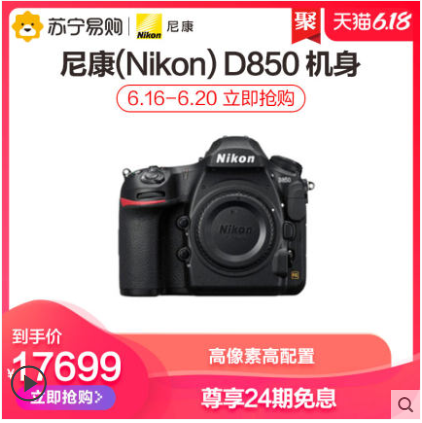 苏宁易购 Nikon 尼康
聚 天猫6.18
尼康(Nikon) D850 机身
6.16-6.20 立即抢购
Nikon
D850
Nikon
FX
到手价
¥17699
高像素高配置
立即抢购
尊享24期免息